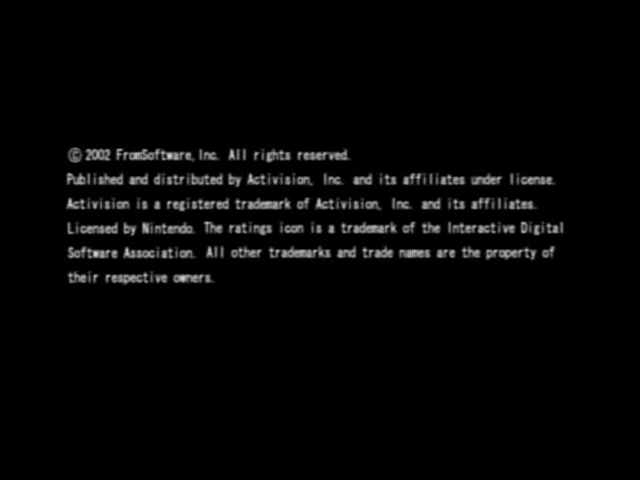 © 2002 FromSoftware, Inc. All rights reserved.
Published and distributed by Activision, Inc. and its affiliates under license.
Activision is a registered trademark of Activision, Inc. and its affiliates.
Licensed by Nintendo. The ratings icon is a trademark of the Interactive Digital
Software Association. All other trademarks and trade names are the property of
their respective owners.